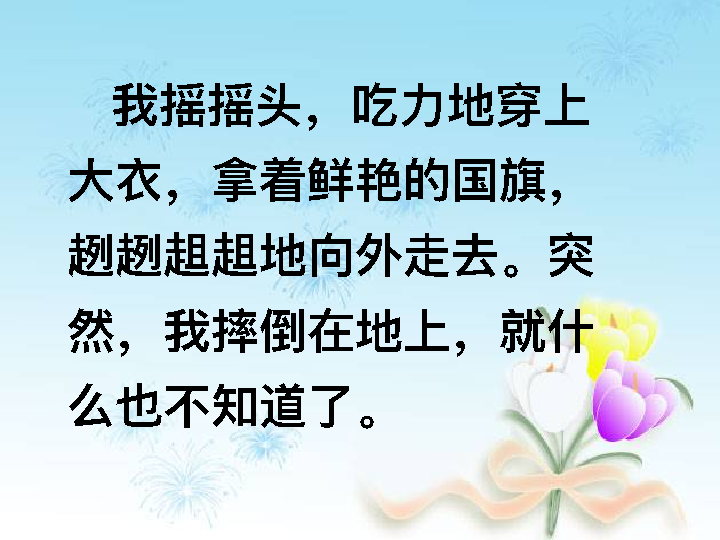 我摇摇头，吃力地穿上
大衣，拿着鲜艳的国旗，
趔趔趄趄地向外走去。突
然，我摔倒在地上，就什
么也不知道了。